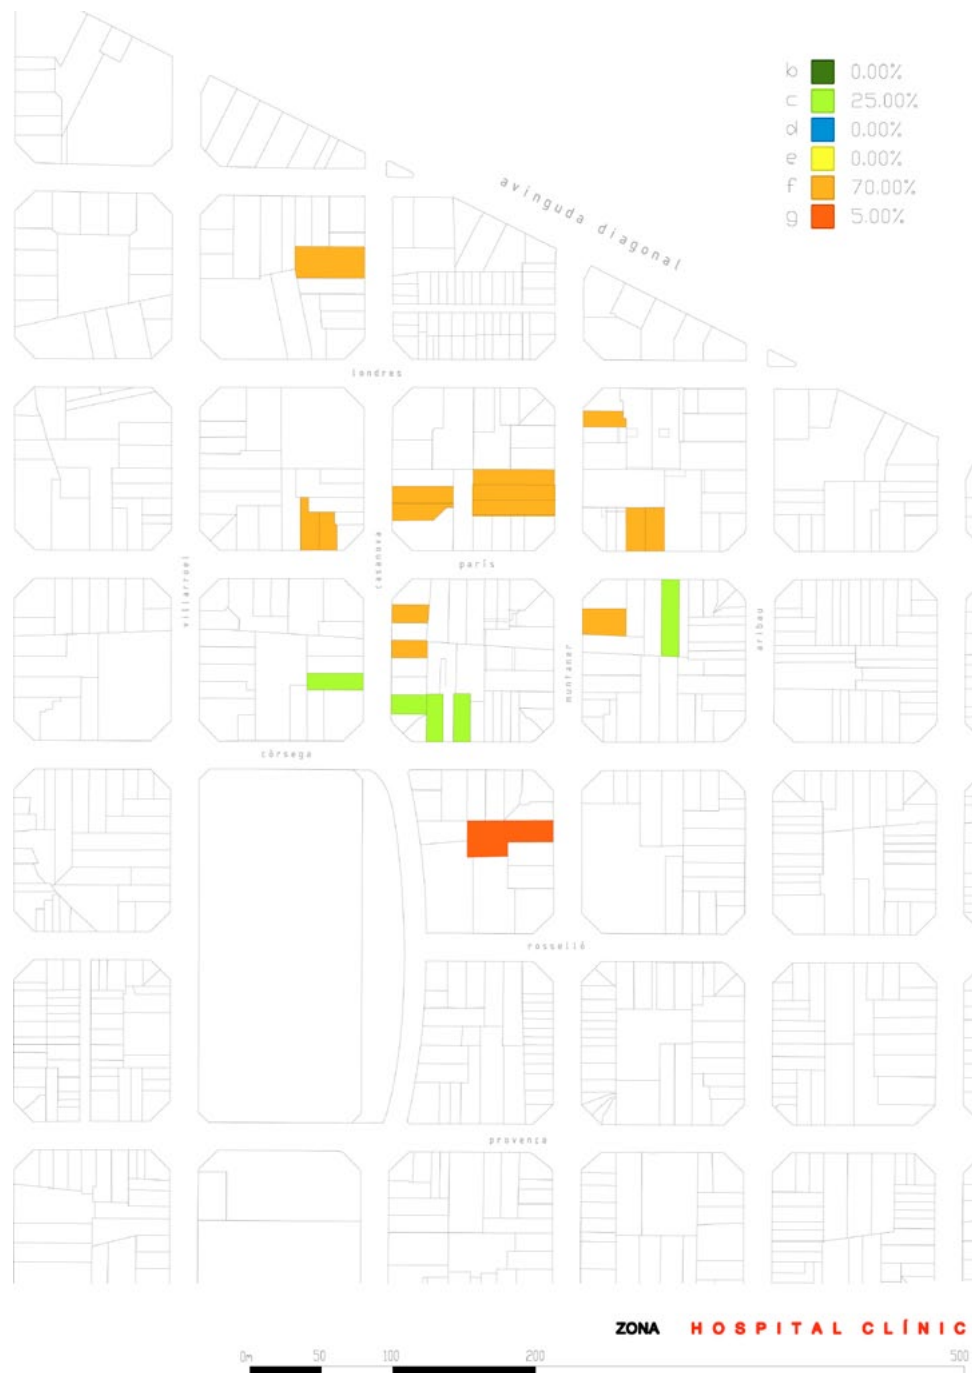 b 0.00%
c 25.00%
d 0.00%
e 0.00%
f 70.00%
g 5.00%
avinguda diagonal
londres
villarroel
casanova
parís
muntaner
aribau
còrsega
rosselló
provença
ZONA HOSPITAL CLÍNIC
0m 50 100 200 500